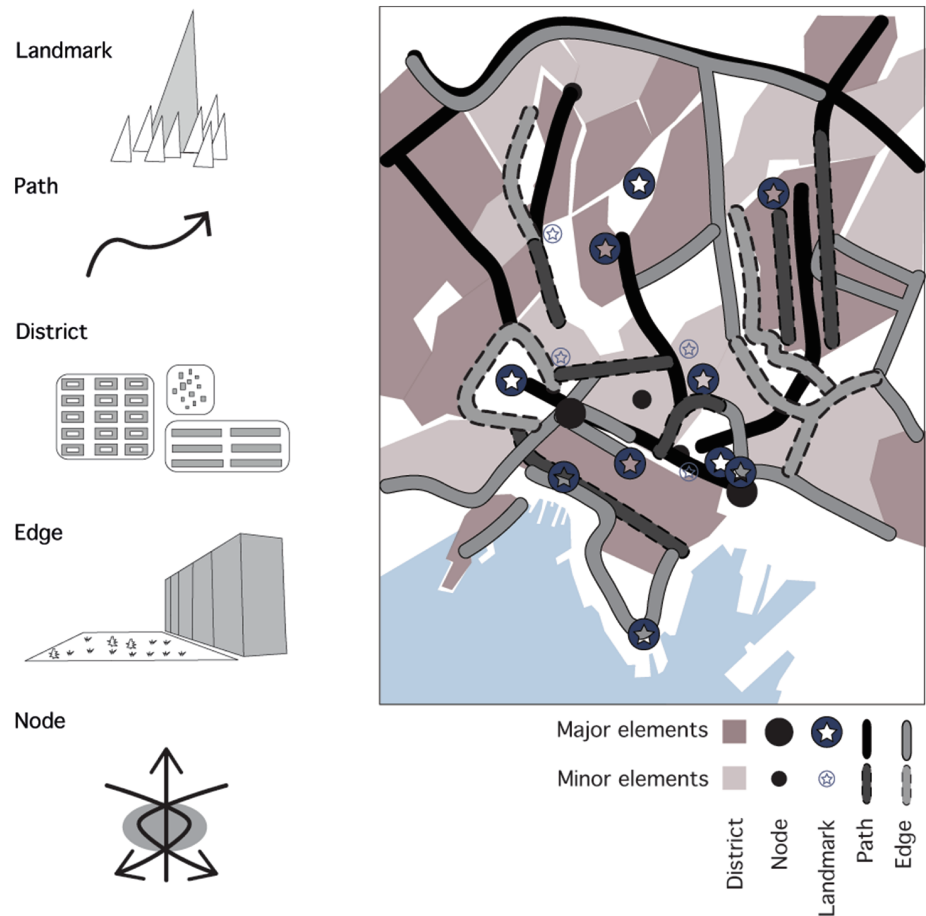 Landmark
Path
District
Edge
Node
Major elements
Minor elements
District
Node
Landmark
Path
Edge